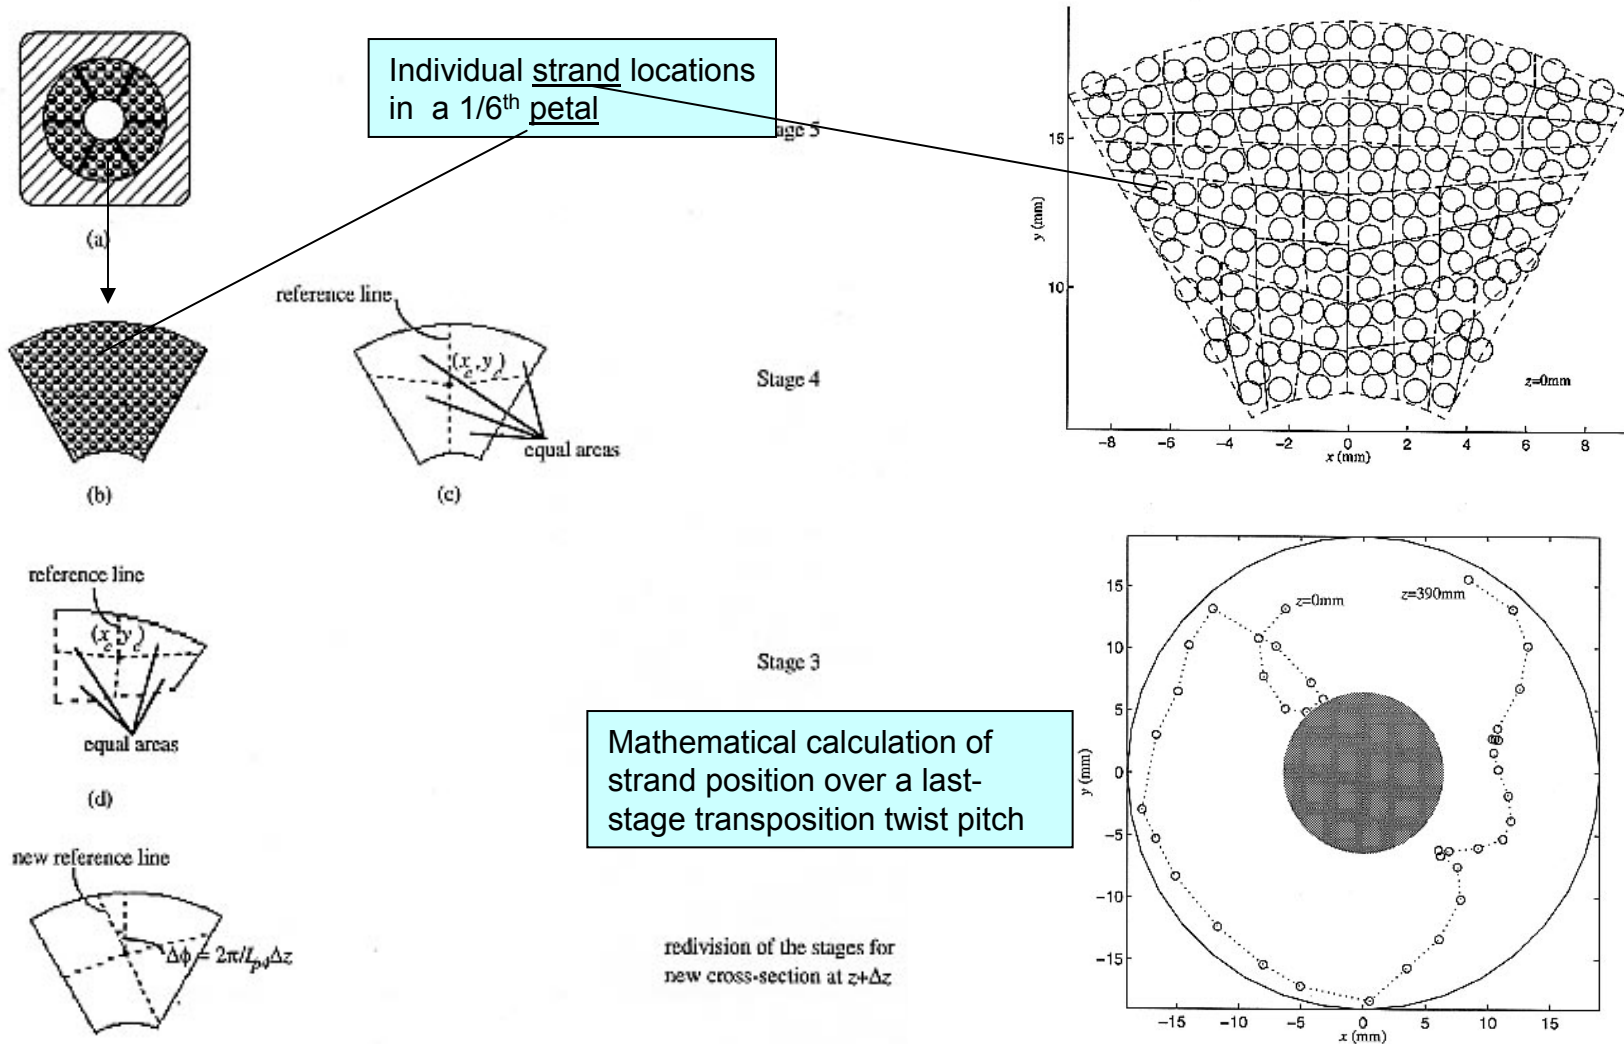 Individual strand locations
in a 1/6th petal
tage 5
(a)
reference line
(x_c, y_c)
equal areas
Stage 4
(b)
(c)
15
10
y (mm)
z=0mm
-8 -6 -4 -2 0 2 4 6 8
x (mm)
reference line
(x_c y_c)
equal areas
Stage 3
(d)
Mathematical calculation of
strand position over a last-
stage transposition twist pitch
new reference line
Δϕ = 2π/L_p4Δz
redivision of the stages for
new cross-section at z+Δz
z=0mm
z=390mm
15
10
5
0
-5
-10
-15
y (mm)
-15 -10 -5 0 5 10 15
x (mm)